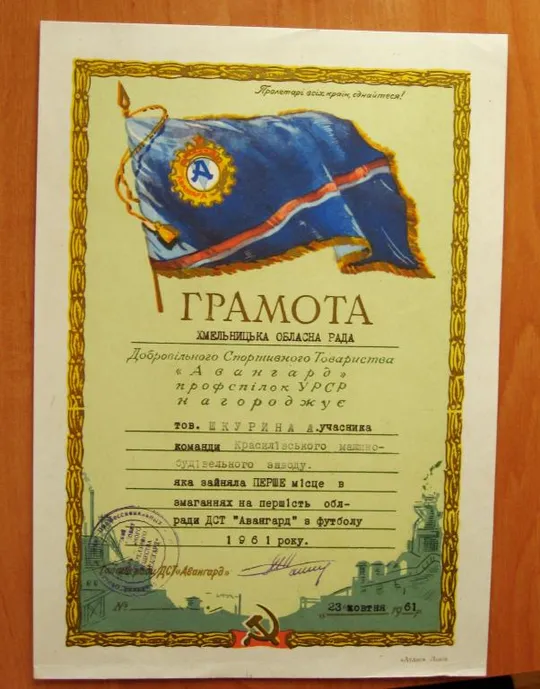 Пролетарі всіх країн, єднайтеся!
ГРАМОТА
ХМЕЛЬНИЦЬКА ОБЛАСНА РАДА
Добровільного Спортивного Товариства
«Авангард»
профспілок УРСР
нагороджує
тов. ШКУРИНА А.учасника
команди Красилівського машино-
будівельного заводу.
яка зайняла ПЕРШЕ місце в
змаганнях на першість обл-
ради ДСТ "Авангард" з футболу
1961 року.
ради ДСТ «Авангард»
№
"23 жовтня 1961 р.